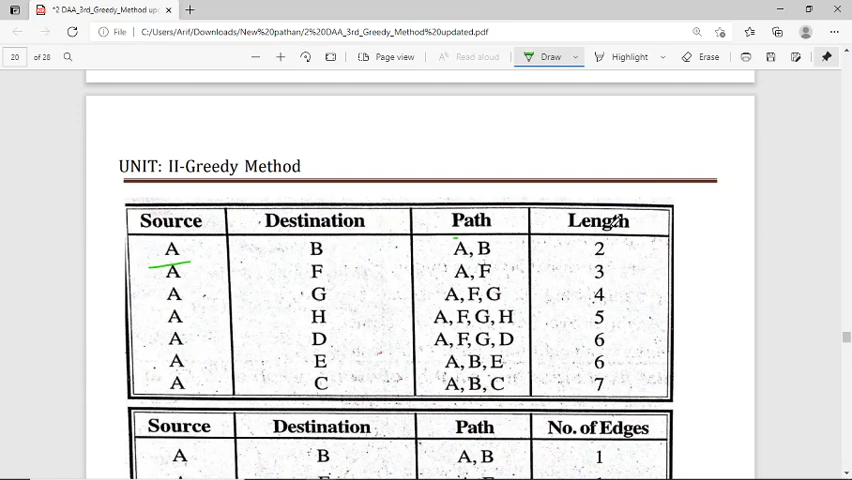 *2 DAA_3rd_Greedy_Method upd
File
C:/Users/Arif/Downloads/New%20pathan/2%20DAA_3rd_Greedy_Method%20updated.pdf
20 of 28
Page view
Read aloud
Draw
Highlight
Erase
UNIT: II-Greedy Method
Source Destination Path Length
A B A, B 2
A F A, F 3
A G A, F, G 4
A H A, F, G, H 5
A D A, F, G, D 6
A E A, B, E 6
A C A, B, C 7
Source Destination Path No. of Edges
A B A, B 1